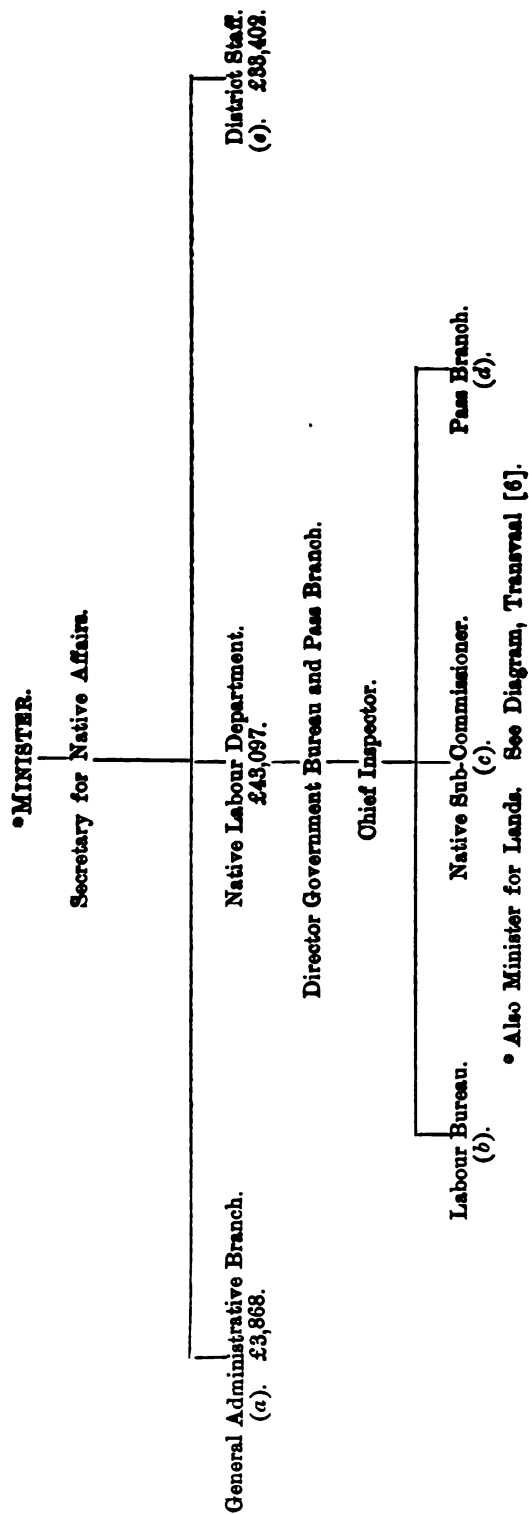 *MINISTER.
Secretary for Native Affairs.
General Administrative Branch.
(a). £3,868.
Native Labour Department.
£43,097.
District Staff.
(e). £33,402.
Director Government Bureau and Pass Branch.
Chief Inspector.
Labour Bureau.
(b).
Native Sub-Commissioner.
(c).
Pass Branch.
(d).
* Also Minister for Lands. See Diagram, Transvaal [6].